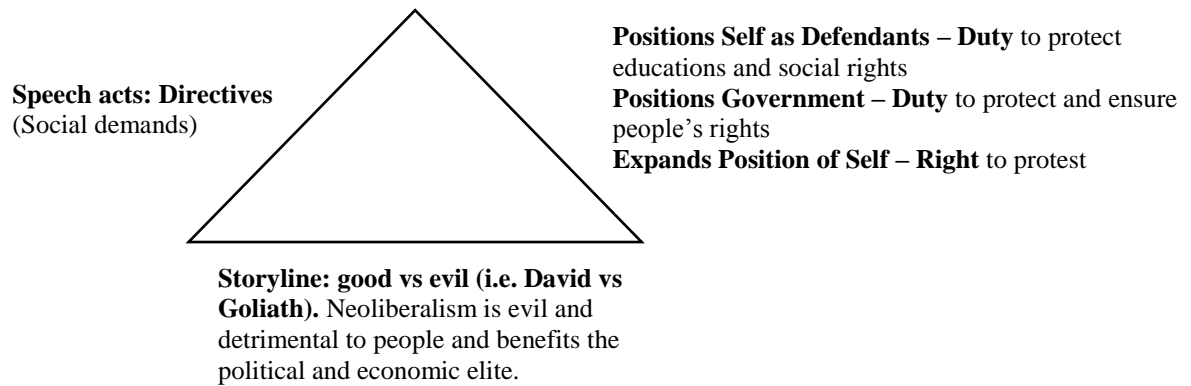 Speech acts: Directives
(Social demands)
Positions Self as Defendants – Duty to protect
educations and social rights
Positions Government – Duty to protect and ensure
people’s rights
Expands Position of Self – Right to protest
Storyline: good vs evil (i.e. David vs
Goliath). Neoliberalism is evil and
detrimental to people and benefits the
political and economic elite.